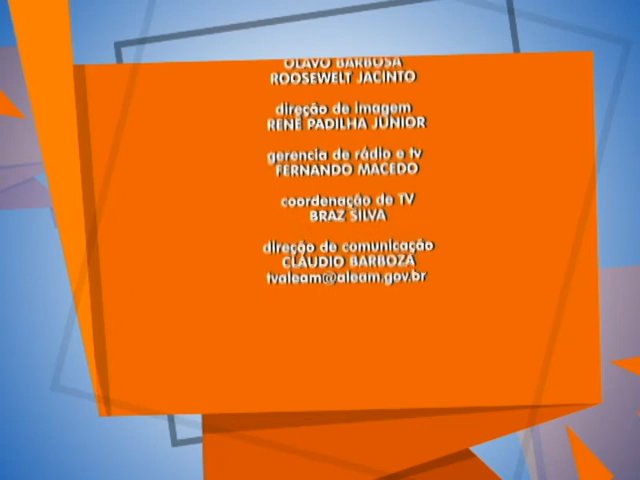 OLAVO BARBOSA
ROOSEWELT JACINTO
direção de imagem
RENÊ PADILHA JÚNIOR
gerencia de rádio e tv
FERNANDO MACEDO
coordenação de TV
BRAZ SILVA
direção de comunicação
CLÁUDIO BARBOZA
tvaleam@aleam.gov.br